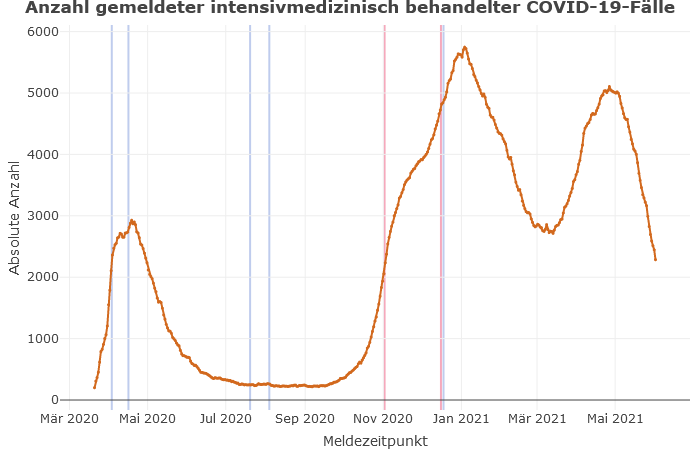 Anzahl gemeldeter intensivmedizinisch behandelter COVID-19-Fälle
6000
5000
4000
3000
2000
1000
0
Absolute Anzahl
Mär 2020 Mai 2020 Jul 2020 Sep 2020 Nov 2020 Jan 2021 Mär 2021 Mai 2021
Meldezeitpunkt